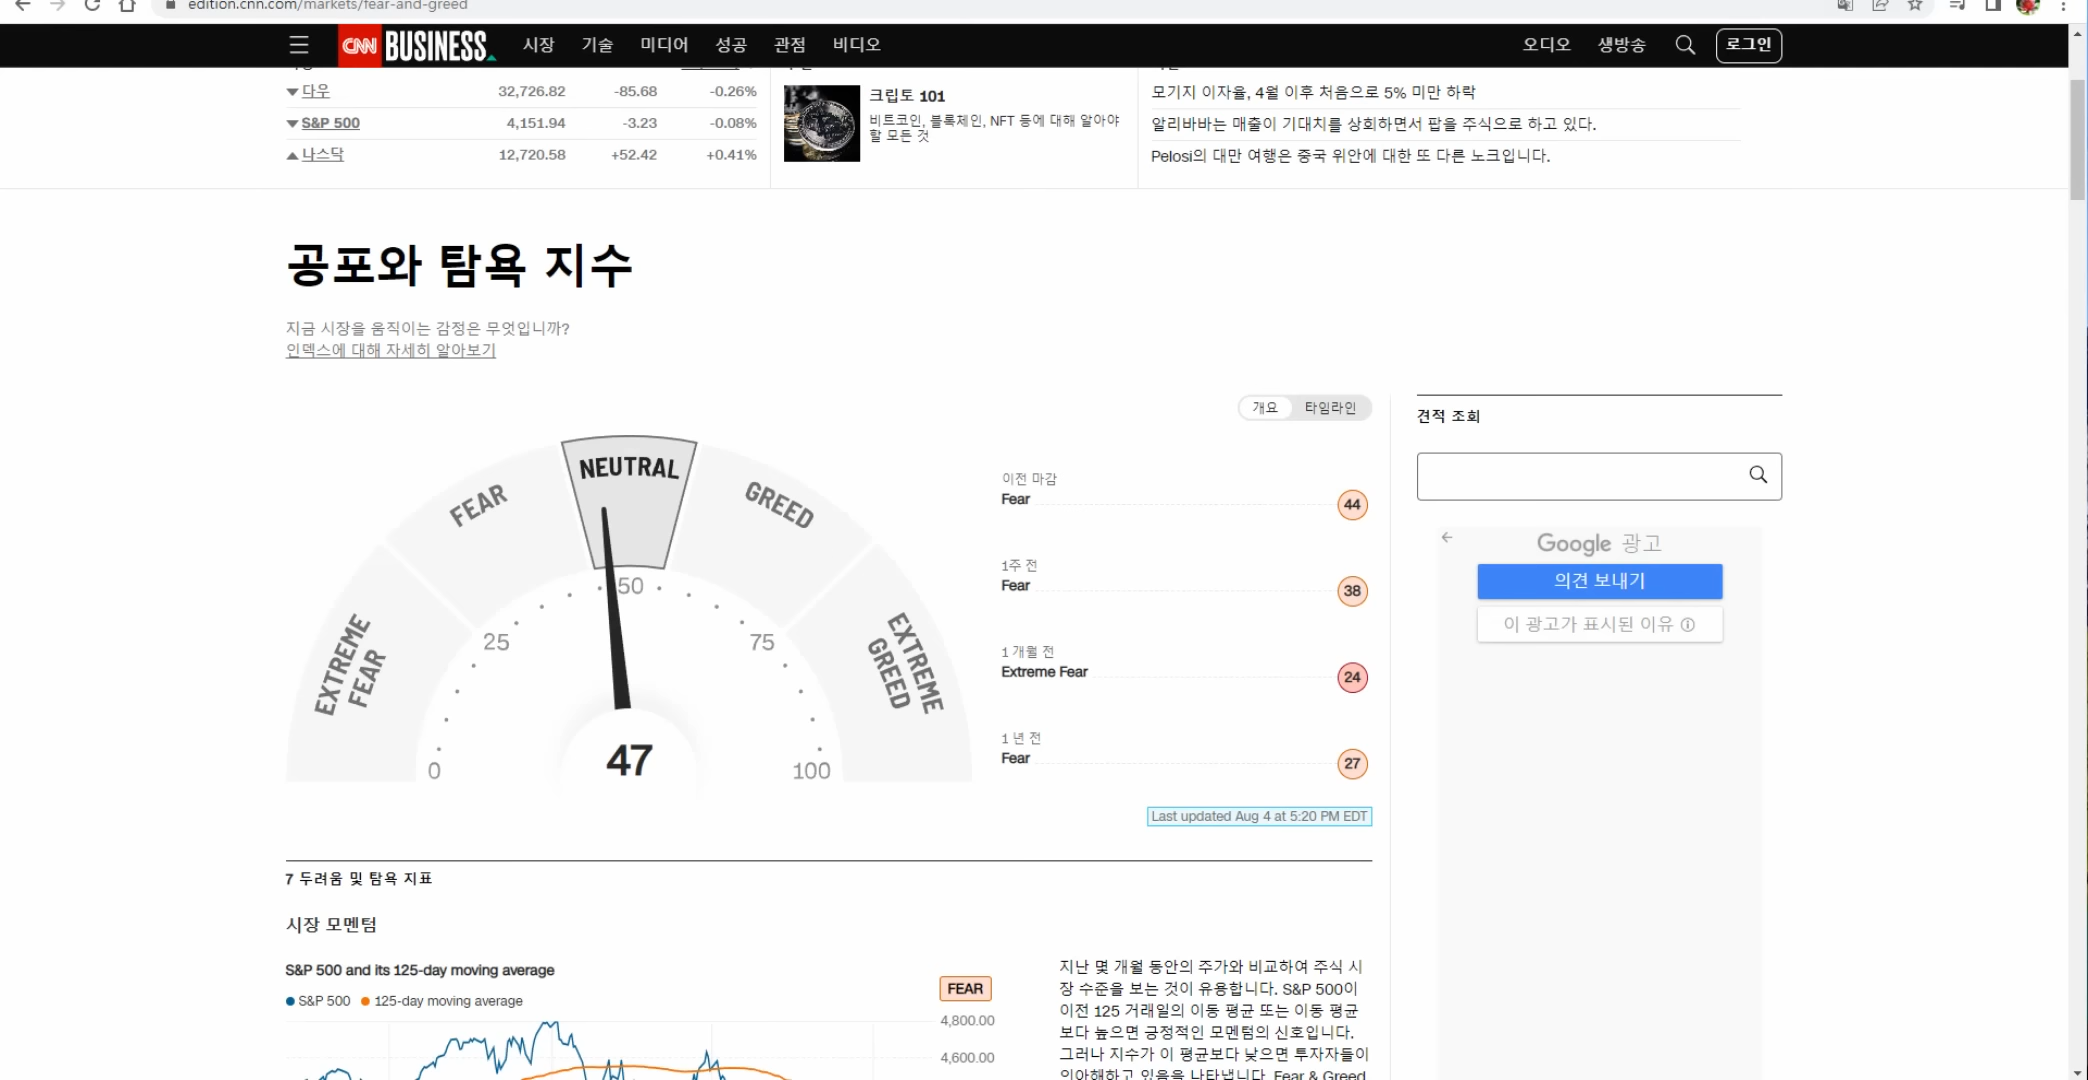 edition.cnn.com/markets/fear-and-greed
CNN BUSINESS 시장 기술 미디어 성공 관점 비디오 오디오 생방송 로그인
다우 32,726.82 -85.68 -0.26%
S&P 500 4,151.94 -3.23 -0.08%
나스닥 12,720.58 +52.42 +0.41%
크립토 101
비트코인, 블록체인, NFT 등에 대해 알아야
할 모든 것
모기지 이자율, 4월 이후 처음으로 5% 미만 하락
알리바바는 매출이 기대치를 상회하면서 팝을 주식으로 하고 있다.
Pelosi의 대만 여행은 중국 위안에 대한 또 다른 노크입니다.
공포와 탐욕 지수
지금 시장을 움직이는 감정은 무엇입니까?
인덱스에 대해 자세히 알아보기
개요 타임라인
EXTREME
FEAR
FEAR
NEUTRAL
GREED
EXTREME
GREED
0
25
50
75
100
47
이전 마감
Fear 44
1주 전
Fear 38
1 개월 전
Extreme Fear 24
1 년 전
Fear 27
Last updated Aug 4 at 5:20 PM EDT
견적 조회
Google 광고
의견 보내기
이 광고가 표시된 이유
7 두려움 및 탐욕 지표
시장 모멘텀
S&P 500 and its 125-day moving average
S&P 500 125-day moving average
FEAR
4,800.00
4,600.00
지난 몇 개월 동안의 주가와 비교하여 주식 시
장 수준을 보는 것이 유용합니다. S&P 500이
이전 125 거래일의 이동 평균 또는 이동 평균
보다 높으면 긍정적인 모멘텀의 신호입니다.
그러나 지수가 이 평균보다 낮으면 투자자들이
의아해하고 있음을 나타냅니다. Fear & Greed